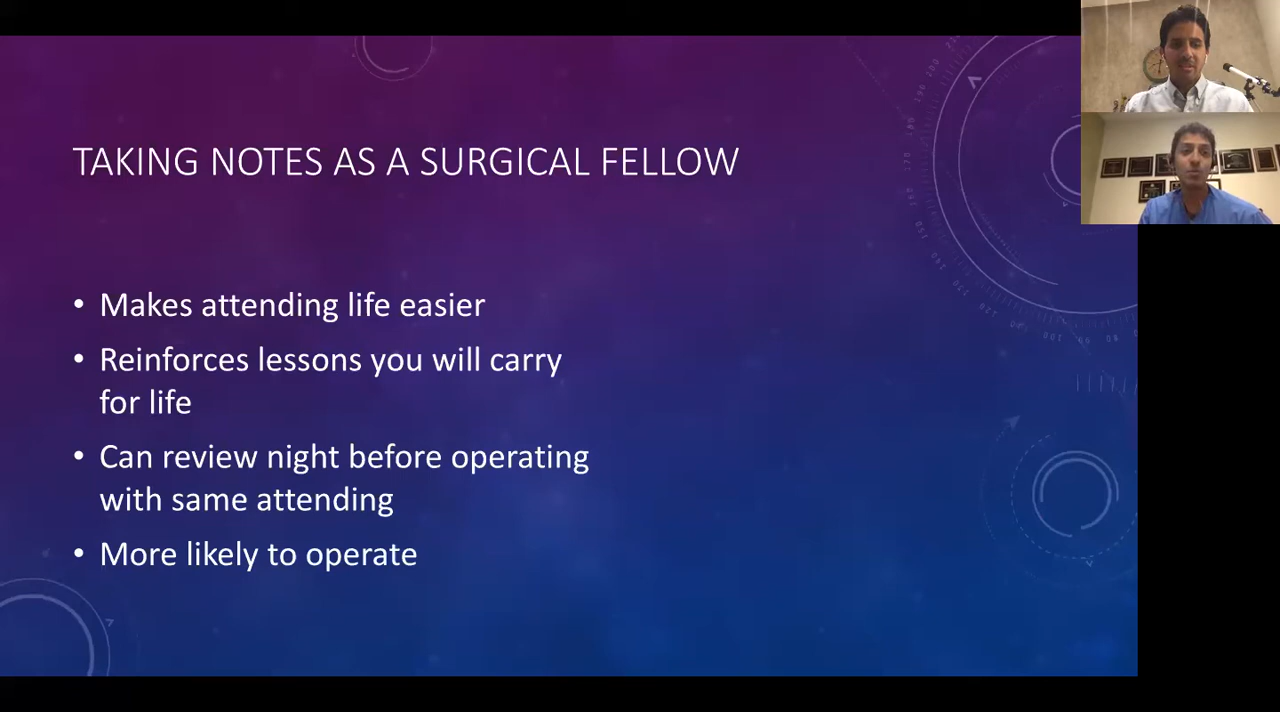 TAKING NOTES AS A SURGICAL FELLOW
• Makes attending life easier
• Reinforces lessons you will carry
for life
• Can review night before operating
with same attending
• More likely to operate